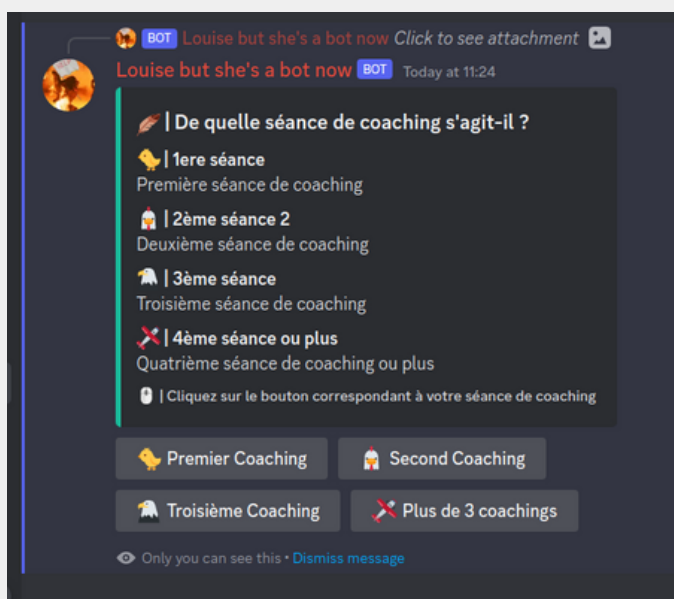 BOT Louise but she's a bot now Click to see attachment
Louise but she's a bot now BOT Today at 11:24
| De quelle séance de coaching s'agit-il ?
| 1ere séance
Première séance de coaching
| 2ème séance 2
Deuxième séance de coaching
| 3ème séance
Troisième séance de coaching
| 4ème séance ou plus
Quatrième séance de coaching ou plus
| Cliquez sur le bouton correspondant à votre séance de coaching
Premier Coaching Second Coaching
Troisième Coaching Plus de 3 coachings
Only you can see this • Dismiss message